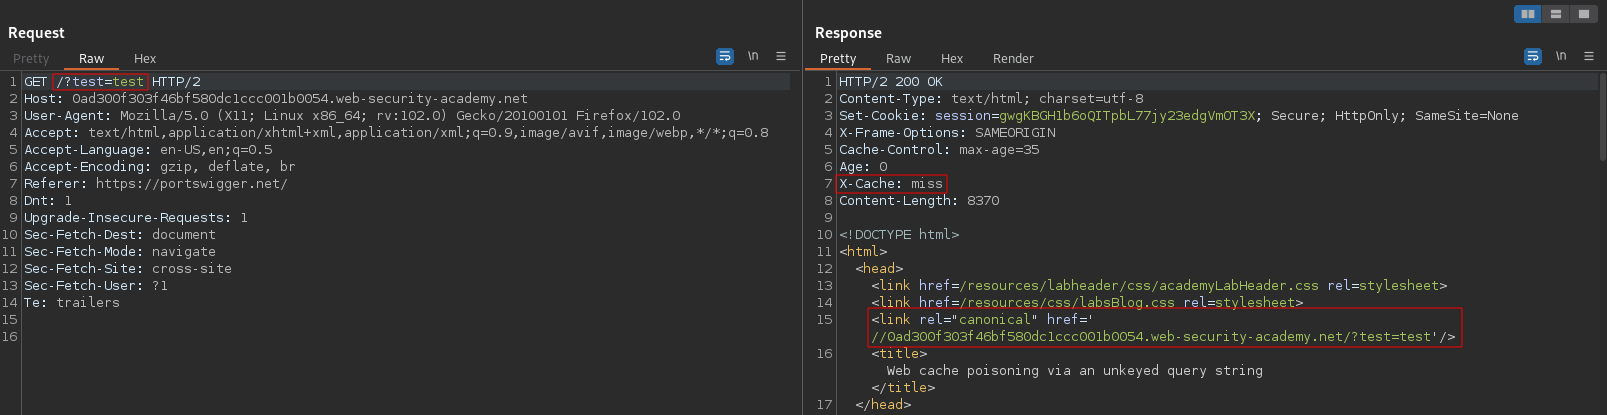 Request
Pretty Raw Hex \n
1 GET /?test=test HTTP/2
2 Host: 0ad300f303f46bf580dc1ccc001b0054.web-security-academy.net
3 User-Agent: Mozilla/5.0 (X11; Linux x86_64; rv:102.0) Gecko/20100101 Firefox/102.0
4 Accept: text/html,application/xhtml+xml,application/xml;q=0.9,image/avif,image/webp,*/*;q=0.8
5 Accept-Language: en-US,en;q=0.5
6 Accept-Encoding: gzip, deflate, br
7 Referer: https://portswigger.net/
8 Dnt: 1
9 Upgrade-Insecure-Requests: 1
10 Sec-Fetch-Dest: document
11 Sec-Fetch-Mode: navigate
12 Sec-Fetch-Site: cross-site
13 Sec-Fetch-User: ?1
14 Te: trailers
15
16
Response
Pretty Raw Hex Render \n
1 HTTP/2 200 OK
2 Content-Type: text/html; charset=utf-8
3 Set-Cookie: session=gwgKBGH1b6oQITpbL77jy23edgVmOT3X; Secure; HttpOnly; SameSite=None
4 X-Frame-Options: SAMEORIGIN
5 Cache-Control: max-age=35
6 Age: 0
7 X-Cache: miss
8 Content-Length: 8370
9
10 <!DOCTYPE html>
11 <html>
12 <head>
13 <link href=/resources/labheader/css/academyLabHeader.css rel=stylesheet>
14 <link href=/resources/css/labsBlog.css rel=stylesheet>
15 <link rel="canonical" href='
//0ad300f303f46bf580dc1ccc001b0054.web-security-academy.net/?test=test'/>
16 <title>
Web cache poisoning via an unkeyed query string
</title>
17 </head>